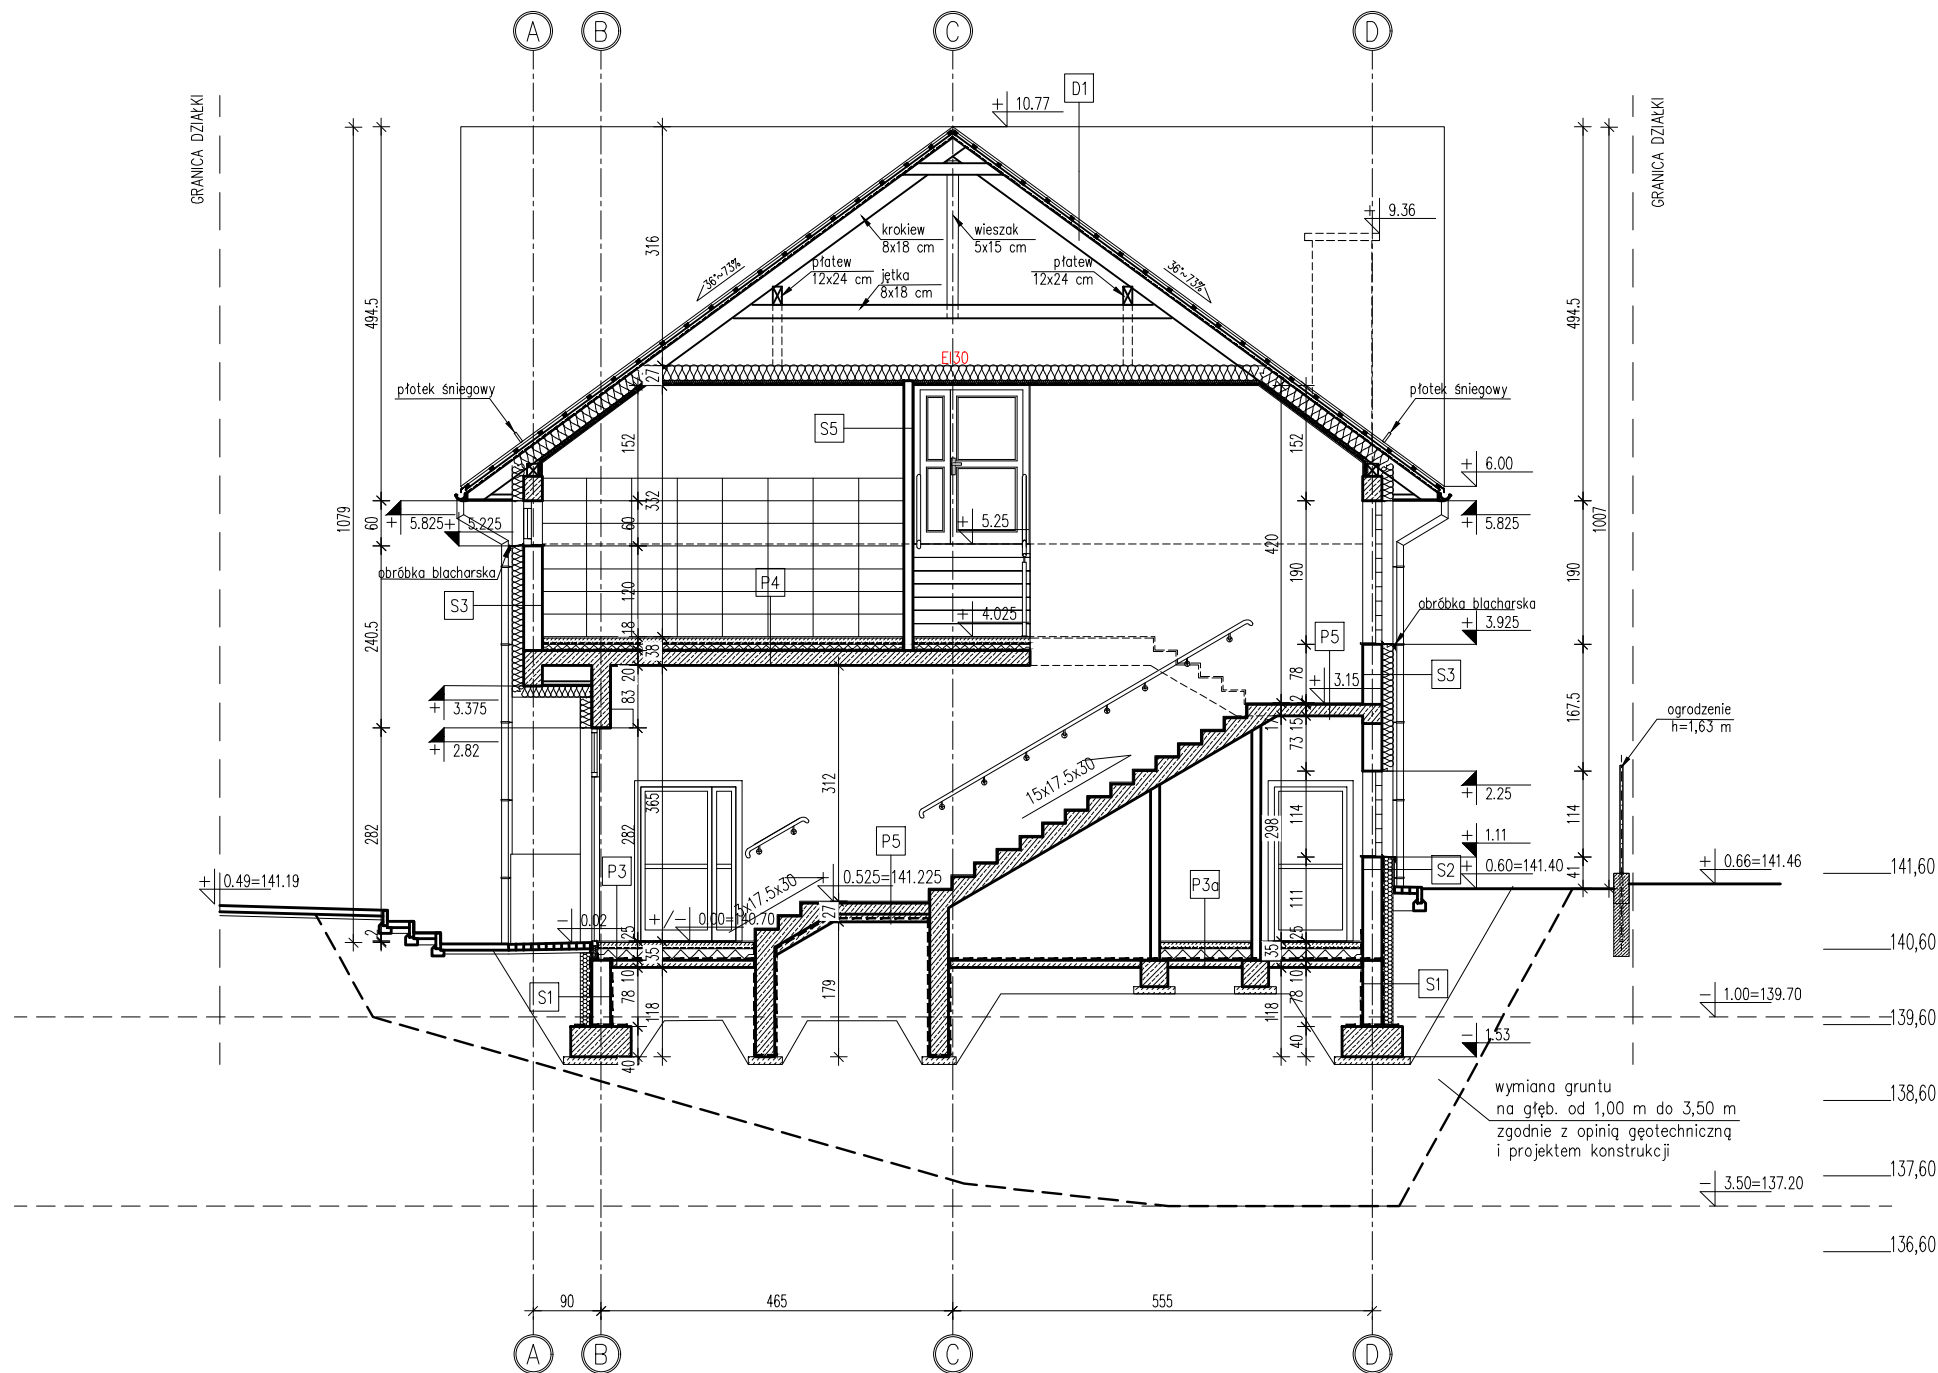 A
B
C
D
GRANICA DZIAŁKI
GRANICA DZIAŁKI
D1
+ 10.77
+ 9.36
krokiew
8x18 cm
wieszak
5x15 cm
płatew
12x24 cm
jętka
8x18 cm
płatew
12x24 cm
36°~73%
36°~73%
316
494.5
494.5
1079
1007
EI30
27
płotek śniegowy
płotek śniegowy
S5
152
152
+ 6.00
332
60
60
+ 5.825
+ 5.225
+ 5.825
+ 5.25
420
obróbka blacharska
P4
S3
120
190
190
obróbka blacharska
+ 3.925
+ 4.025
18
38
20
83
240.5
P5
78
S3
+ 3.15
2
15
17
73
167.5
+ 3.375
+ 2.82
ogrodzenie
h=1,63 m
15x17.5x30
312
365
282
282
298
114
114
+ 2.25
+ 1.11
P5
P3
P3a
S2
+ 0.60=141.40
41
+ 0.66=141.46
141,60
+ 0.49=141.19
3x17.5x30
+ 0.525=141.225
27
- 0.02
+/- 0.00=140.70
2
25
35
10
111
25
35
10
140,60
S1
S1
78
118
179
118
78
- 1.00=139.70
139,60
40
40
- 1.53
wymiana gruntu
na głęb. od 1,00 m do 3,50 m
zgodnie z opinią gęotechniczną
i projektem konstrukcji
138,60
137,60
- 3.50=137.20
136,60
90
465
555
A
B
C
D